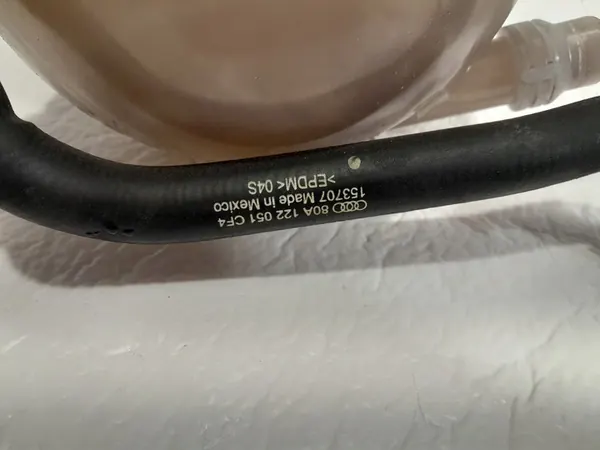 80A 122 051 CF4
153707 Made in Mexico
>EPDM< 04S